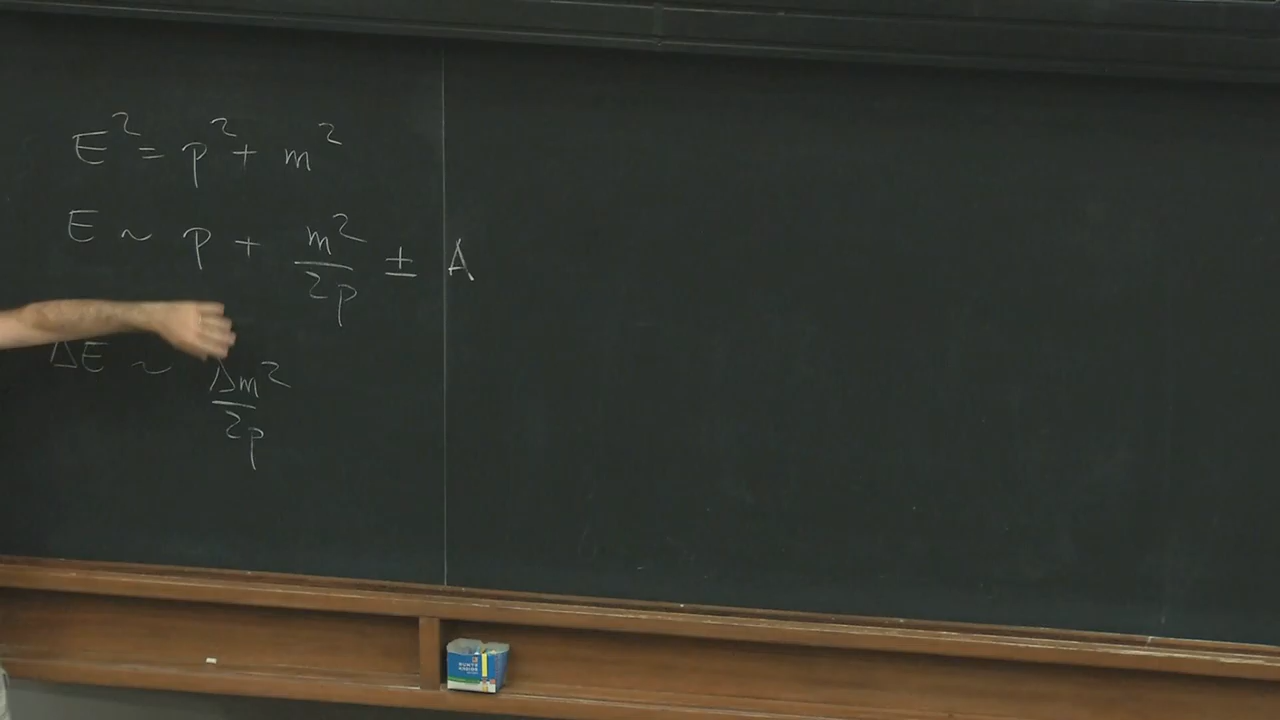 E² = p² + m²
E ~ p + m²/2p ± A
ΔE ~ Δm²/2p